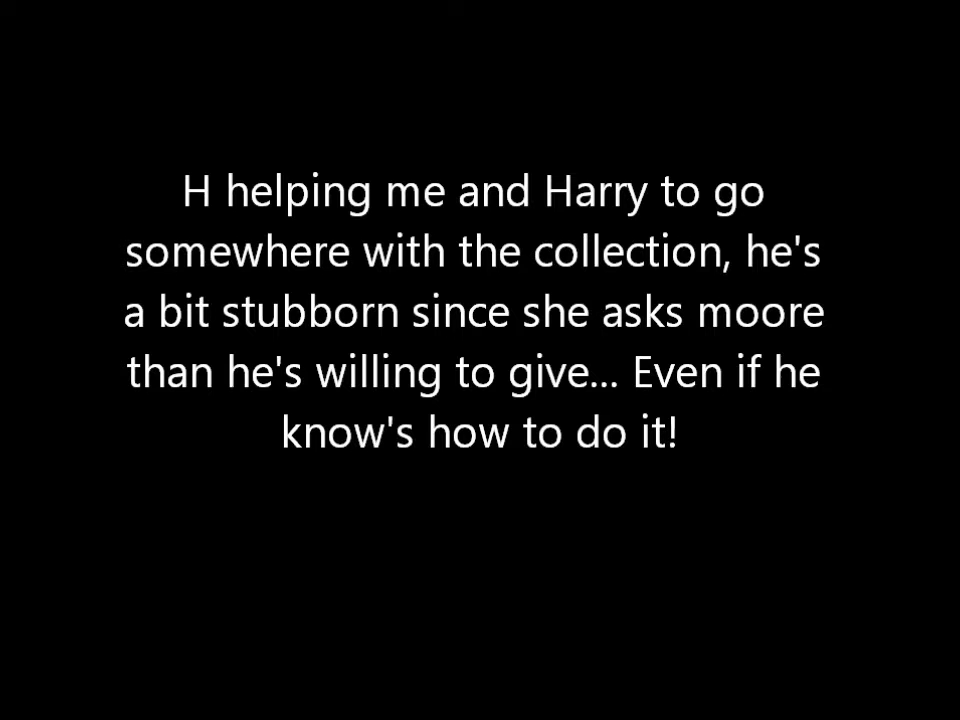 H helping me and Harry to go
somewhere with the collection, he's
a bit stubborn since she asks moore
than he's willing to give... Even if he
know's how to do it!